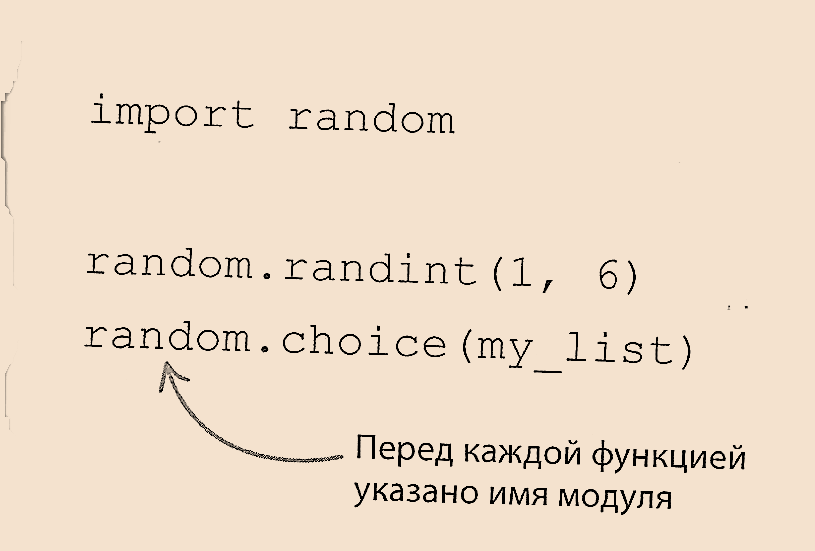 import random
random.randint(1, 6)
random.choice(my_list)
Перед каждой функцией
указано имя модуля